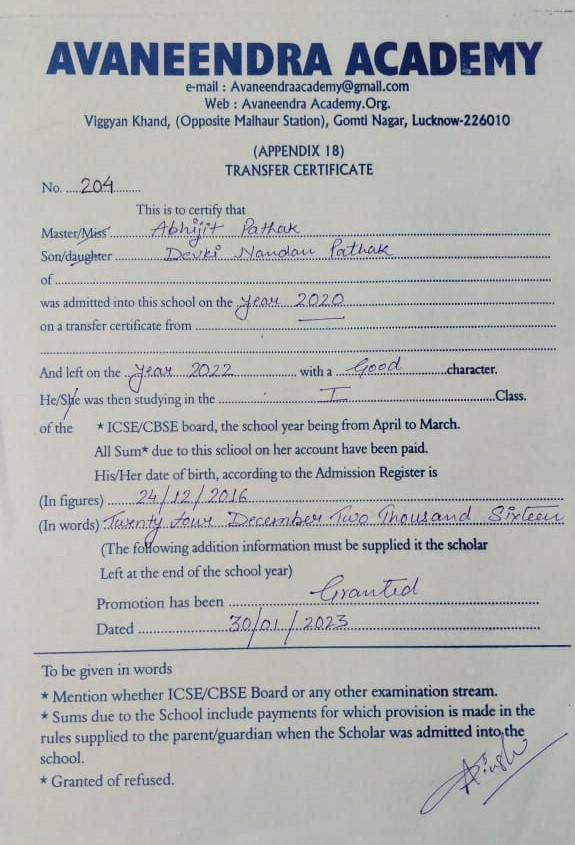 AVANEENDRA ACADEMY
e-mail : Avaneendraacademy@gmail.com
Web : Avaneendra Academy.Org.
Viggyan Khand, (Opposite Malhaur Station), Gomti Nagar, Lucknow-226010
(APPENDIX 18)
TRANSFER CERTIFICATE
No. ....204........
This is to certify that
Master/Miss Abhijit Pathak
Son/daughter Devki Nandan Pathak
of
was admitted into this school on the year 2020
on a transfer certificate from
And left on the year 2022 with a Good character.
He/She was then studying in the I Class.
of the * ICSE/CBSE board, the school year being from April to March.
All Sum* due to this scliool on her account have been paid.
His/Her date of birth, according to the Admission Register is
(In figures) 24/12/2016
(In words) Twenty four December Two Thousand Sixteen
(The following addition information must be supplied it the scholar
Left at the end of the school year)
Promotion has been Granted
Dated 30/01/2023
To be given in words
* Mention whether ICSE/CBSE Board or any other examination stream.
* Sums due to the School include payments for which provision is made in the
rules supplied to the parent/guardian when the Scholar was admitted into the
school.
* Granted of refused.